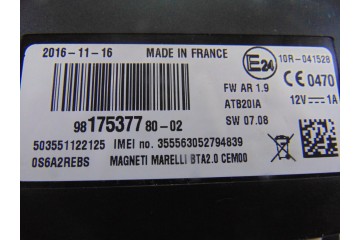 2016-11-16 MADE IN FRANCE E24 10R-041528
FW AR 1.9 CE 0470
ATB20IA 12V ⎓ 1A
98 175377 80-02 SW 07.08
503551122125 IMEI no. 355563052794839
0S6A2REBS MAGNETI MARELLI BTA2.0 CEM00